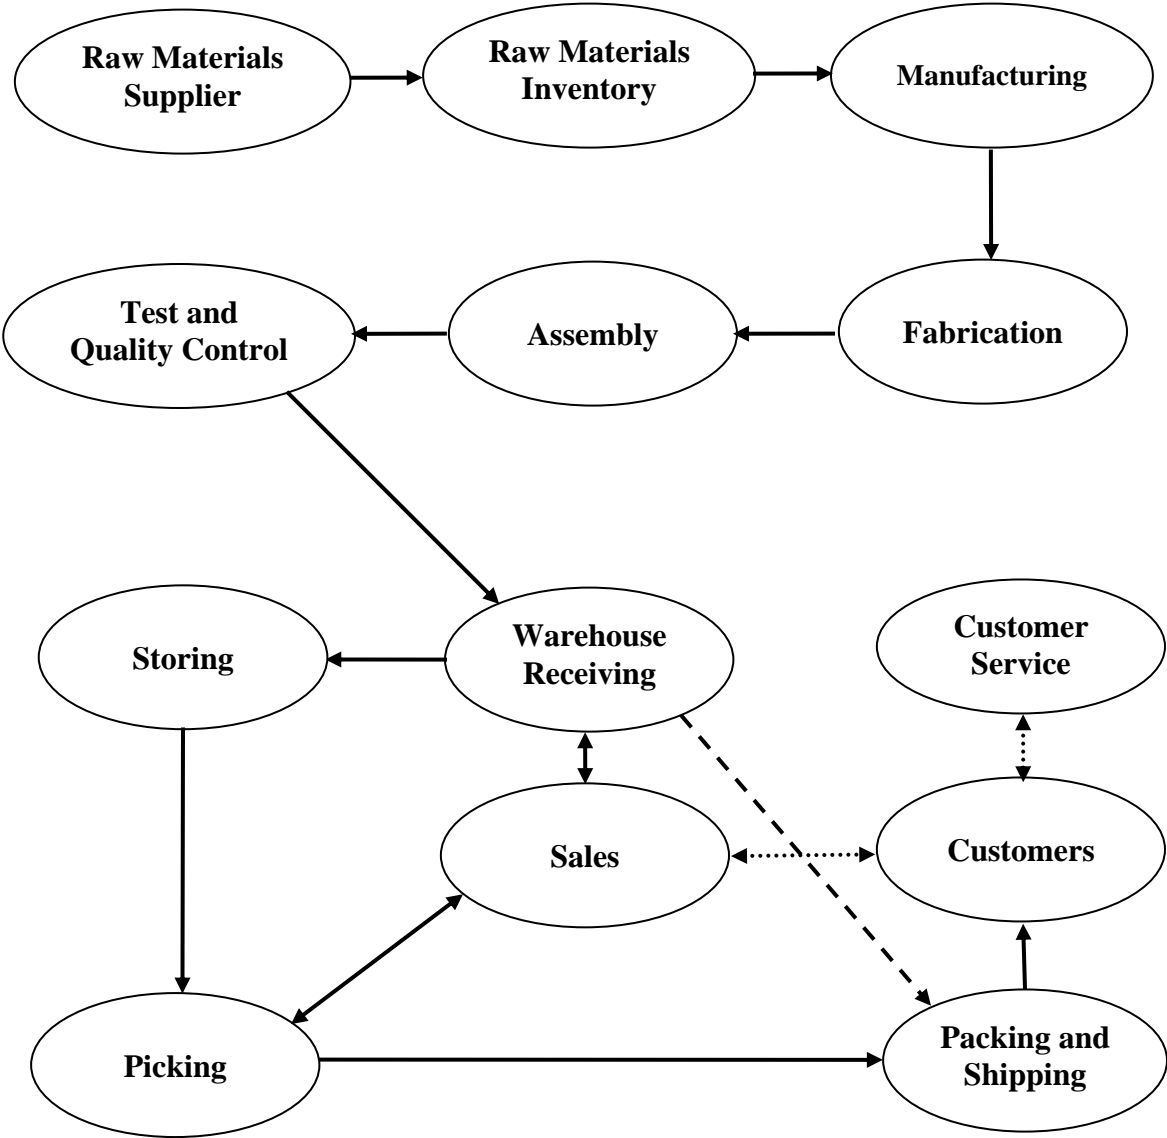 Raw Materials
Supplier
Raw Materials
Inventory
Manufacturing
Test and
Quality Control
Assembly
Fabrication
Storing
Warehouse
Receiving
Customer
Service
Sales
Customers
Picking
Packing and
Shipping